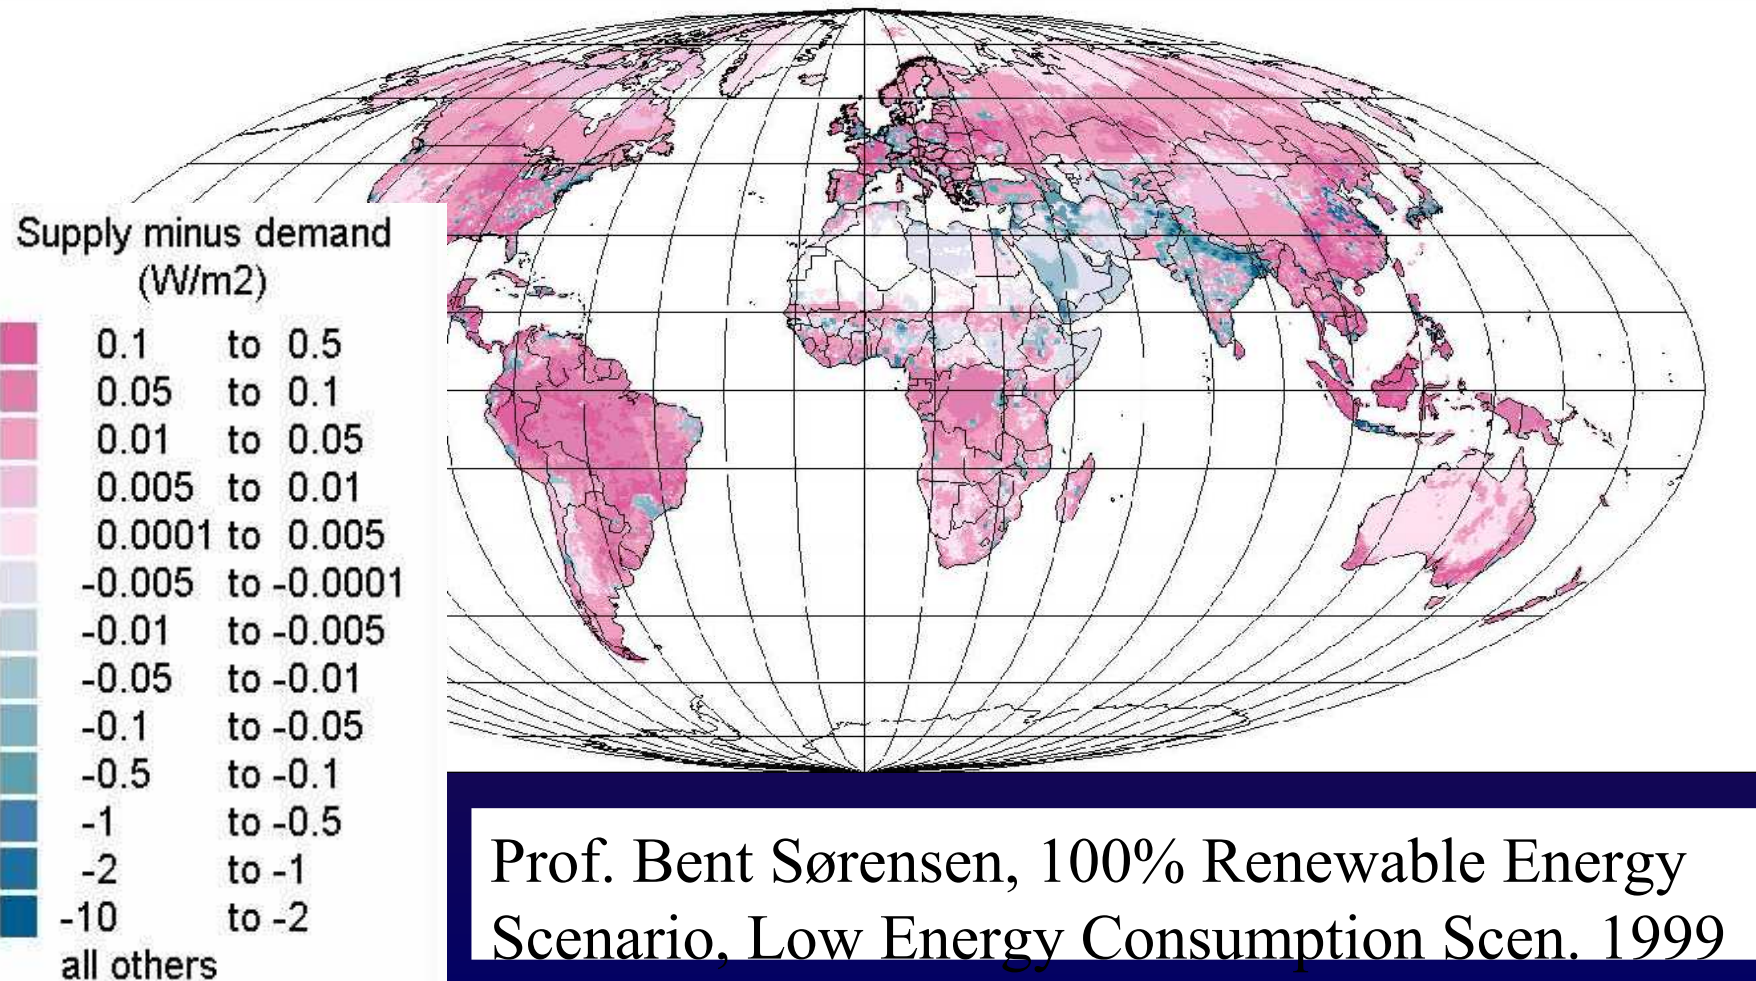 Supply minus demand
(W/m2)
0.1 to 0.5
0.05 to 0.1
0.01 to 0.05
0.005 to 0.01
0.0001 to 0.005
-0.005 to -0.0001
-0.01 to -0.005
-0.05 to -0.01
-0.1 to -0.05
-0.5 to -0.1
-1 to -0.5
-2 to -1
-10 to -2
all others
Prof. Bent Sørensen, 100% Renewable Energy
Scenario, Low Energy Consumption Scen. 1999